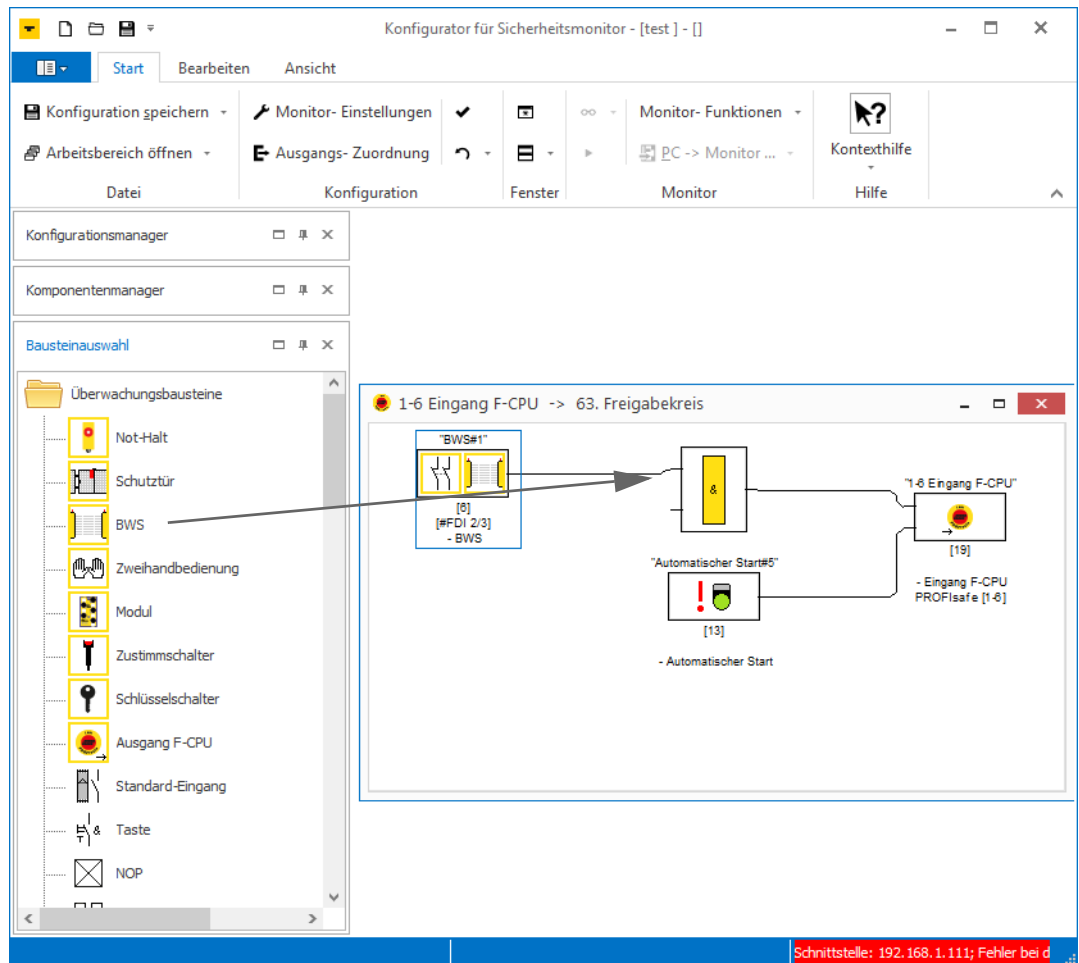 Konfigurator für Sicherheitsmonitor - [test ] - []
Start Bearbeiten Ansicht
Konfiguration speichern
Monitor- Einstellungen
Monitor- Funktionen
Arbeitsbereich öffnen
Ausgangs- Zuordnung
PC -> Monitor ...
Kontexthilfe
Datei Konfiguration Fenster Monitor Hilfe
Konfigurationsmanager
Komponentenmanager
Bausteinauswahl
Überwachungsbausteine
Not-Halt
Schutztür
BWS
Zweihandbedienung
Modul
Zustimmschalter
Schlüsselschalter
Ausgang F-CPU
Standard-Eingang
& Taste
NOP
1-6 Eingang F-CPU -> 63. Freigabekreis
"BWS#1"
[6]
[#FDI 2/3]
- BWS
&
"Automatischer Start#5"
[13]
- Automatischer Start
"1-6 Eingang F-CPU"
[19]
- Eingang F-CPU
PROFIsafe [1-6]
Schnittstelle: 192.168.1.111; Fehler bei d